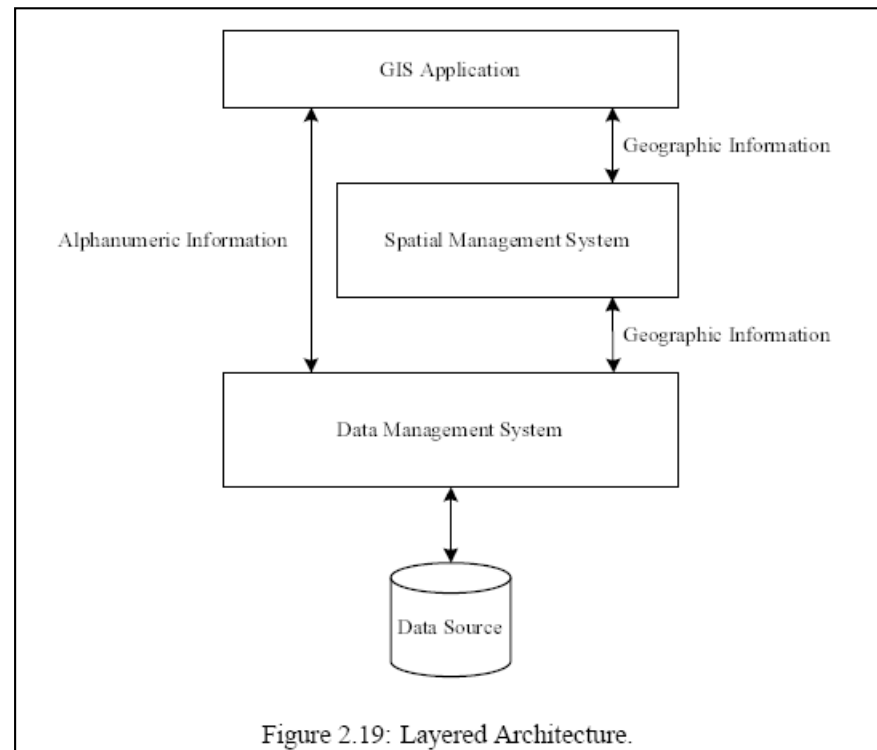 GIS Application
Geographic Information
Alphanumeric Information
Spatial Management System
Geographic Information
Data Management System
Data Source
Figure 2.19: Layered Architecture.